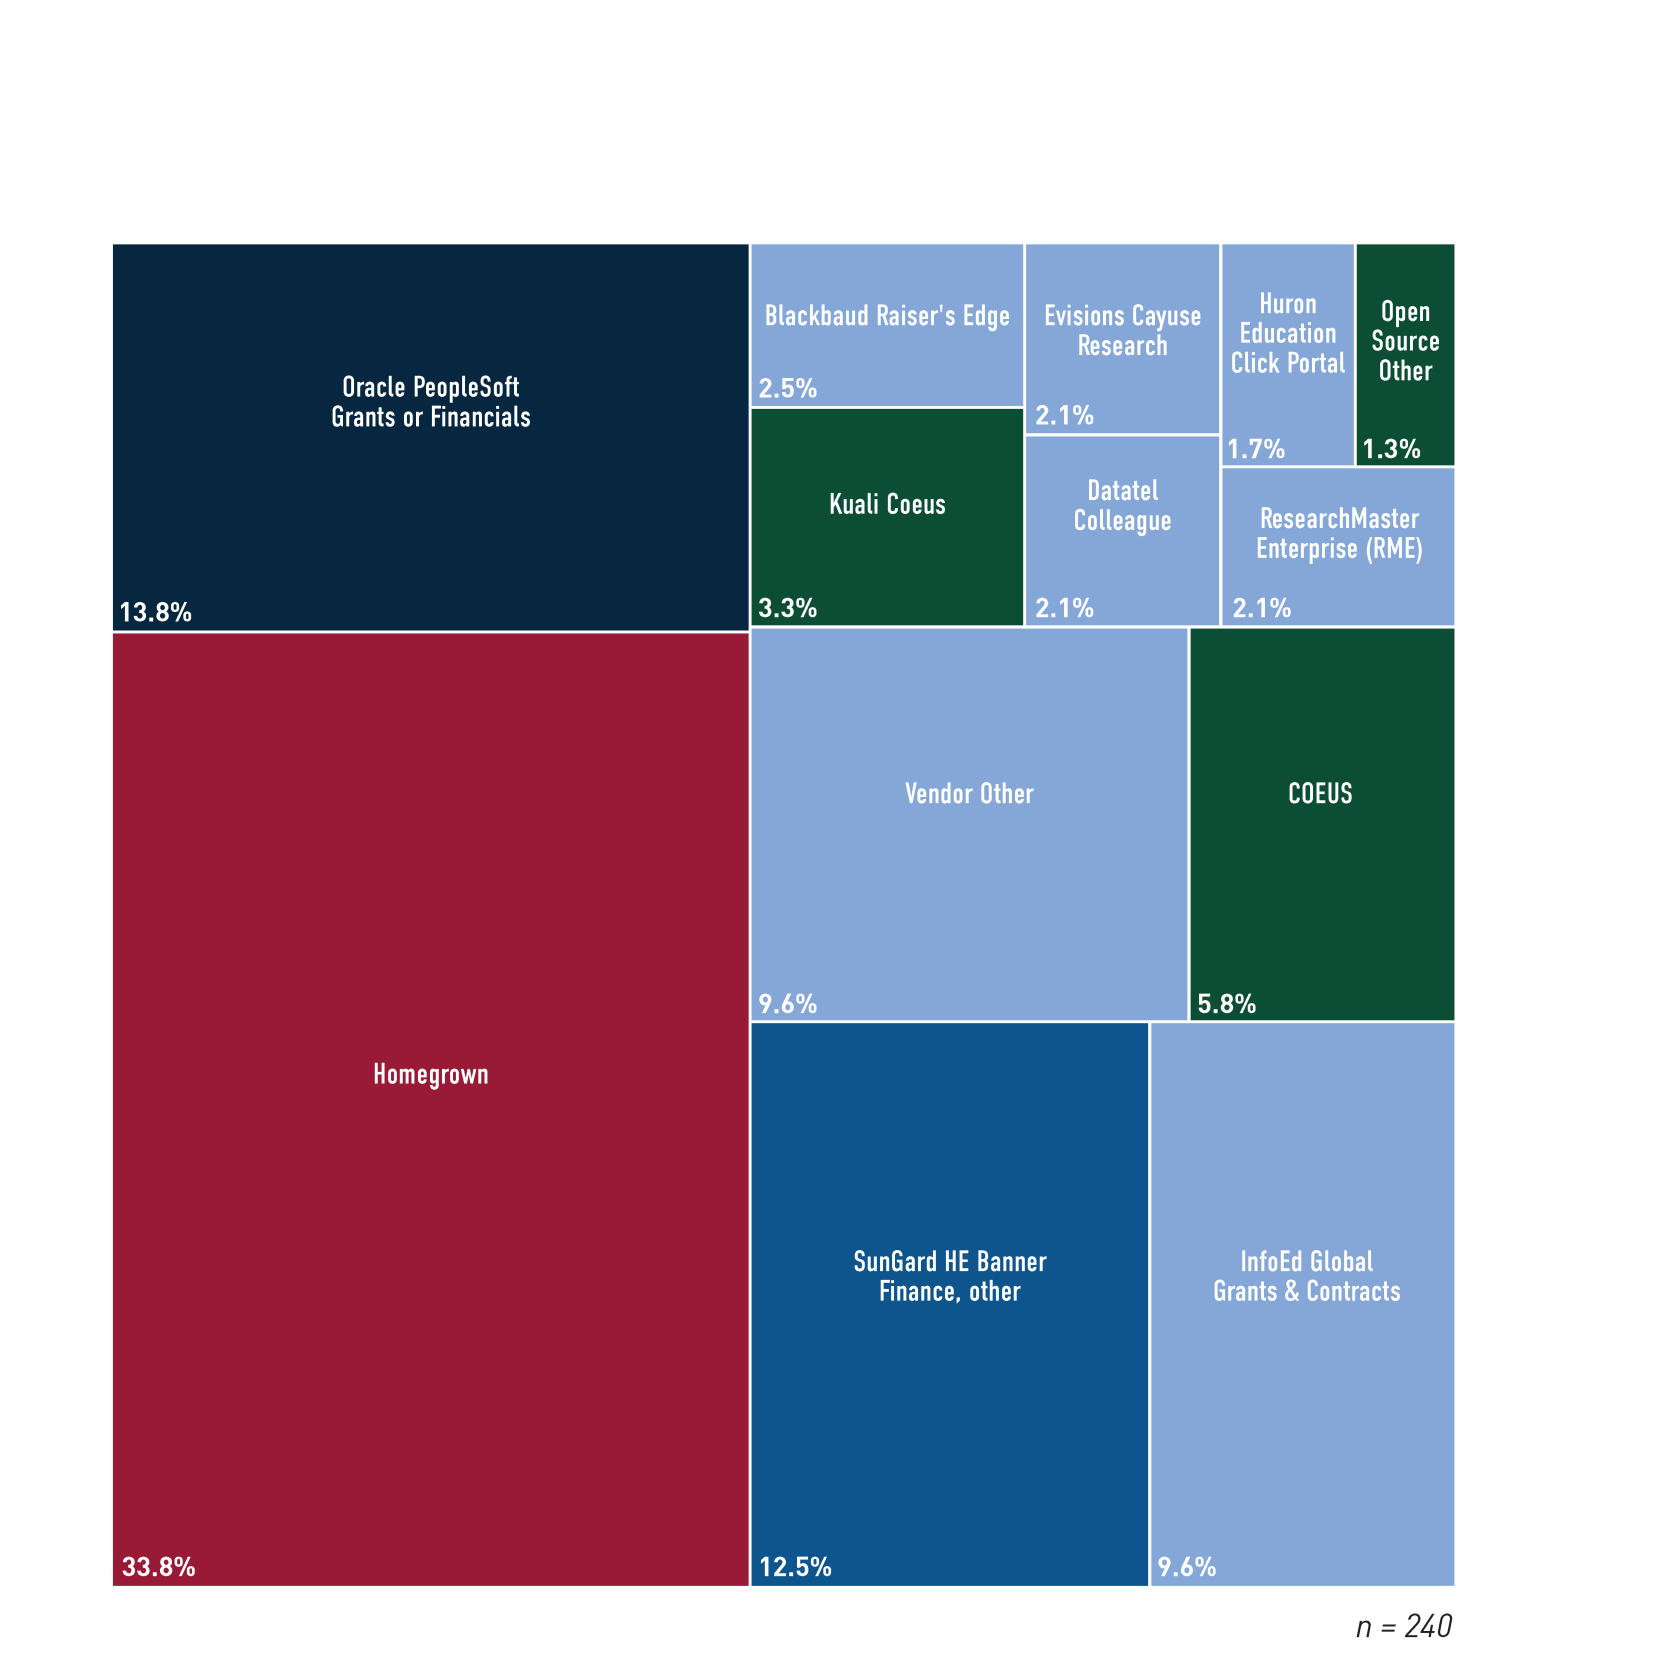 Oracle PeopleSoft
Grants or Financials
13.8%
Homegrown
33.8%
Blackbaud Raiser's Edge
2.5%
Kuali Coeus
3.3%
Evisions Cayuse
Research
2.1%
Datatel
Colleague
2.1%
Huron
Education
Click Portal
1.7%
Open
Source
Other
1.3%
ResearchMaster
Enterprise (RME)
2.1%
Vendor Other
9.6%
COEUS
5.8%
SunGard HE Banner
Finance, other
12.5%
InfoEd Global
Grants & Contracts
9.6%
n = 240